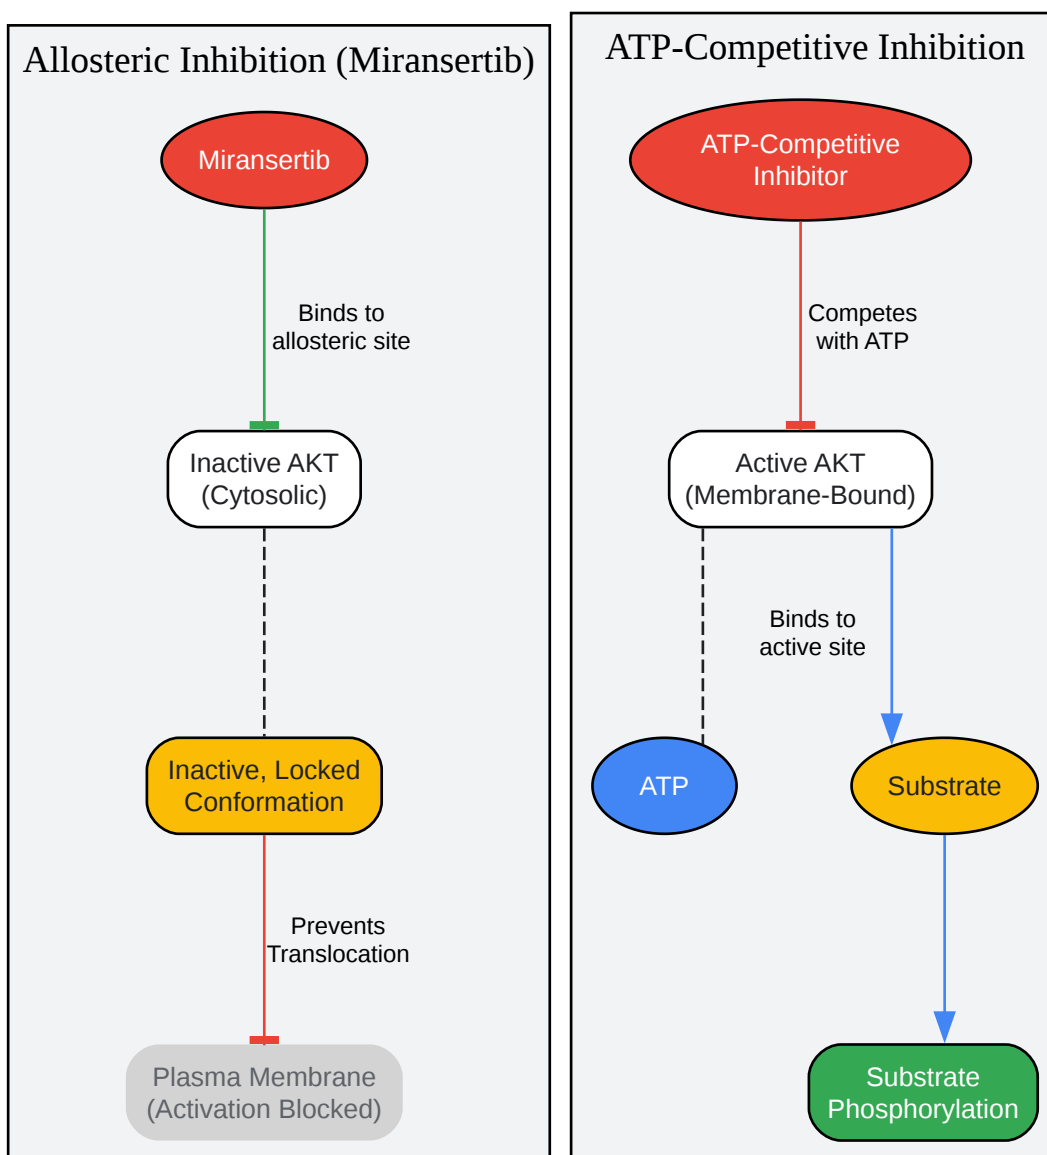 Allosteric Inhibition (Miransertib)
Miransertib
Binds to
allosteric site
Inactive AKT
(Cytosolic)
Inactive, Locked
Conformation
Prevents
Translocation
Plasma Membrane
(Activation Blocked)
ATP-Competitive Inhibition
ATP-Competitive
Inhibitor
Competes
with ATP
Active AKT
(Membrane-Bound)
Binds to
active site
ATP
Substrate
Substrate
Phosphorylation